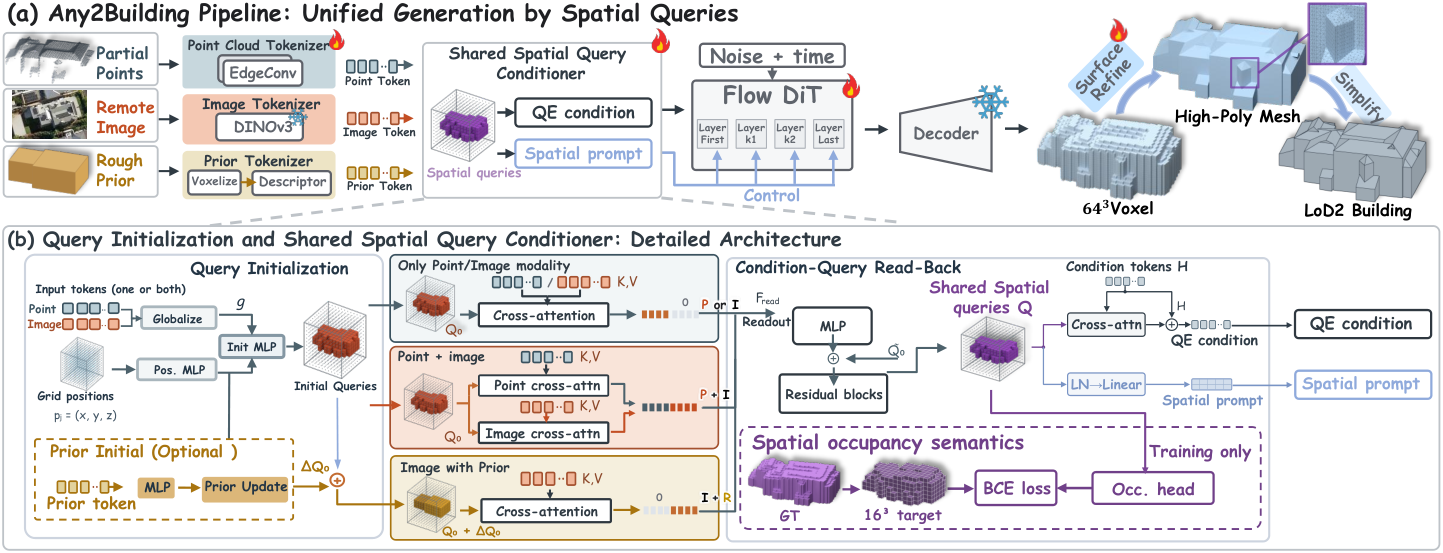 (a) Any2Building Pipeline: Unified Generation by Spatial Queries
Partial
Points
Remote
Image
Rough
Prior
Point Cloud Tokenizer
EdgeConv
Image Tokenizer
DINOv3
Prior Tokenizer
Voxelize
Descriptor
Point Token
Image Token
Prior Token
Shared Spatial Query
Conditioner
QE condition
Spatial prompt
Spatial queries
Noise + time
Flow DiT
Layer
First
Layer
k1
Layer
k2
Layer
Last
Control
Decoder
64³Voxel
Surface
Refine
High-Poly Mesh
Simplify
LoD2 Building
(b) Query Initialization and Shared Spatial Query Conditioner: Detailed Architecture
Query Initialization
Input tokens (one or both)
Point
Image
Globalize
g
Init MLP
Grid positions
Pos. MLP
pⱼ = (x, y, z)
Initial Queries
Prior Initial (Optional )
Prior token
MLP
Prior Update
ΔQ₀
Only Point/Image modality
/
K,V
Q₀
Cross-attention
0
P or I
Point + image
K,V
Point cross-attn
K,V
Q₀
Image cross-attn
P + I
Image with Prior
K,V
Cross-attention
Q₀ + ΔQ₀
0
I + R
Condition-Query Read-Back
F_read
Readout
MLP
Q₀
Residual blocks
Shared Spatial
queries Q
Condition tokens H
H
Cross-attn
QE condition
QE condition
LN→Linear
Spatial prompt
Spatial prompt
Spatial occupancy semantics
Training only
GT
16³ target
BCE loss
Occ. head